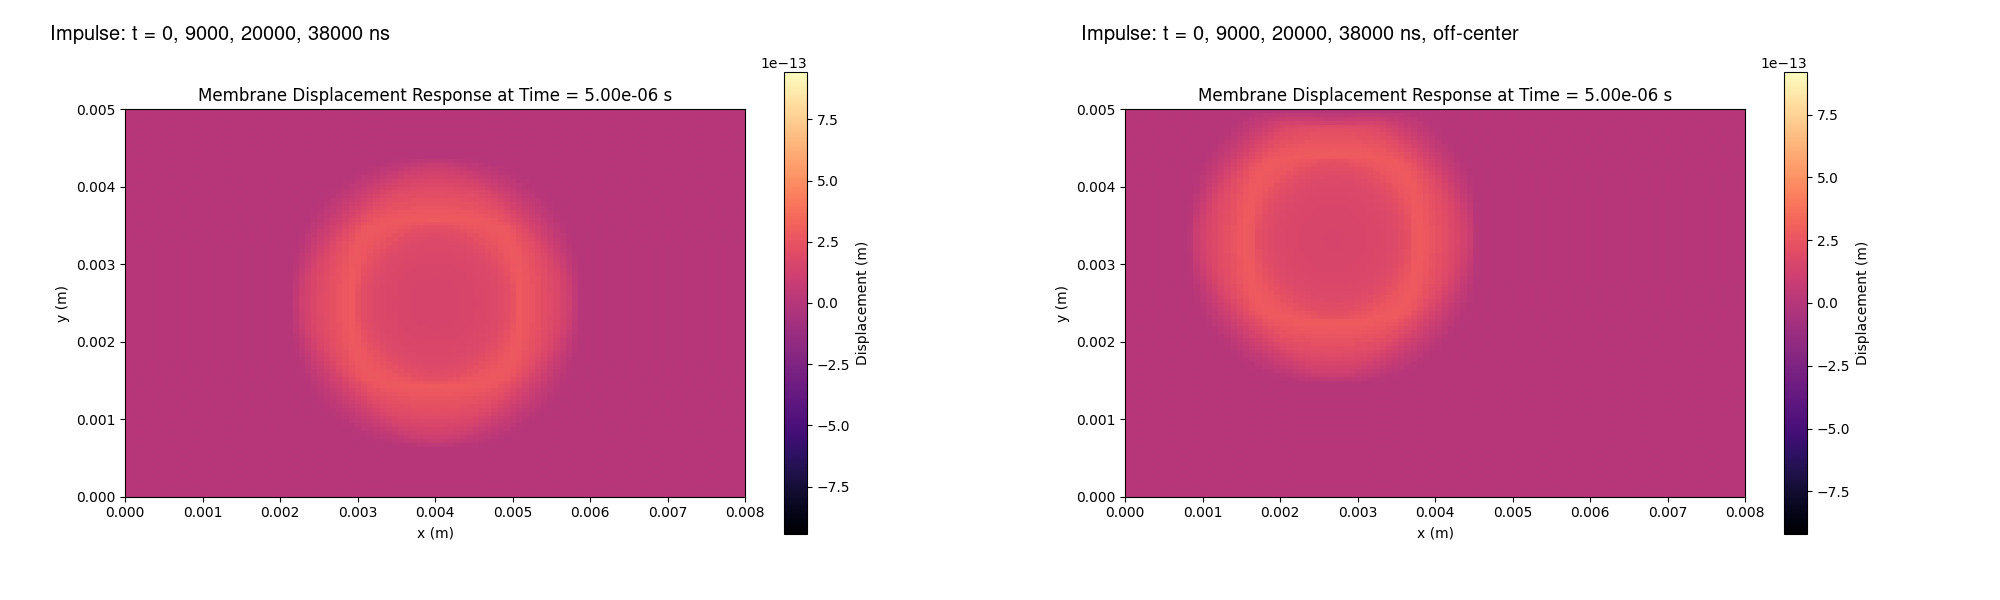 Impulse: t = 0, 9000, 20000, 38000 ns
1e−13
Membrane Displacement Response at Time = 5.00e-06 s
0.005
0.004
0.003
0.002
0.001
0.000
y (m)
0.000 0.001 0.002 0.003 0.004 0.005 0.006 0.007 0.008
x (m)
7.5
5.0
2.5
0.0
−2.5
−5.0
−7.5
Displacement (m)
Impulse: t = 0, 9000, 20000, 38000 ns, off-center
1e−13
Membrane Displacement Response at Time = 5.00e-06 s
0.005
0.004
0.003
0.002
0.001
0.000
y (m)
0.000 0.001 0.002 0.003 0.004 0.005 0.006 0.007 0.008
x (m)
7.5
5.0
2.5
0.0
−2.5
−5.0
−7.5
Displacement (m)